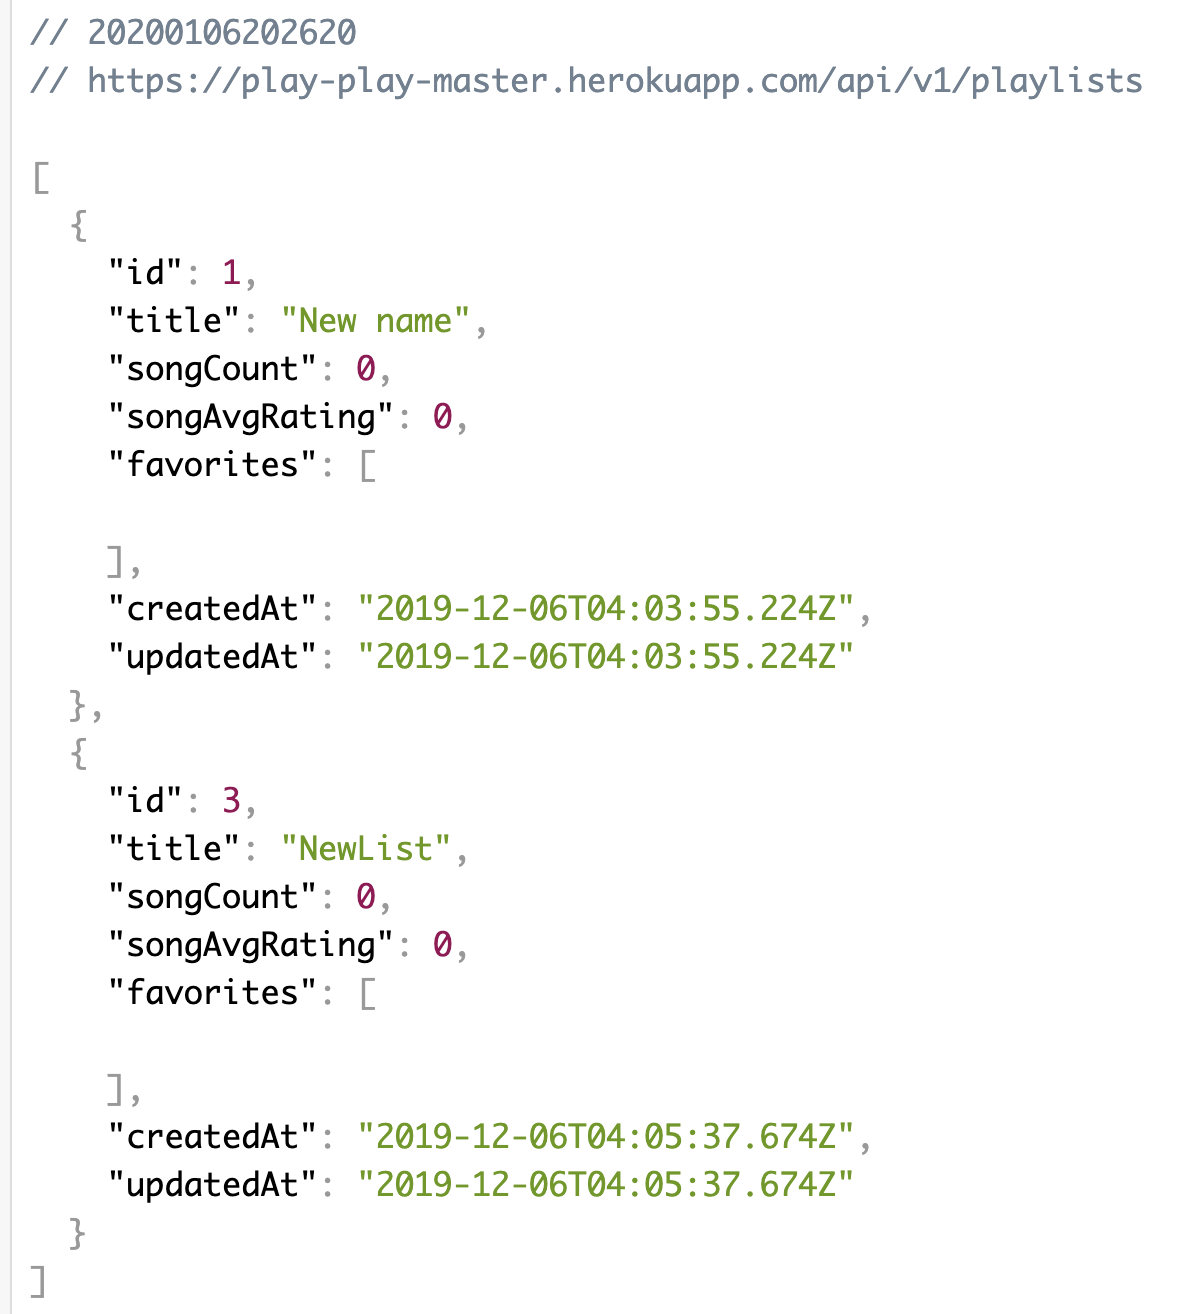 // 20200106202620
// https://play-play-master.herokuapp.com/api/v1/playlists
[
{
"id": 1,
"title": "New name",
"songCount": 0,
"songAvgRating": 0,
"favorites": [
],
"createdAt": "2019-12-06T04:03:55.224Z",
"updatedAt": "2019-12-06T04:03:55.224Z"
},
{
"id": 3,
"title": "NewList",
"songCount": 0,
"songAvgRating": 0,
"favorites": [
],
"createdAt": "2019-12-06T04:05:37.674Z",
"updatedAt": "2019-12-06T04:05:37.674Z"
}
]